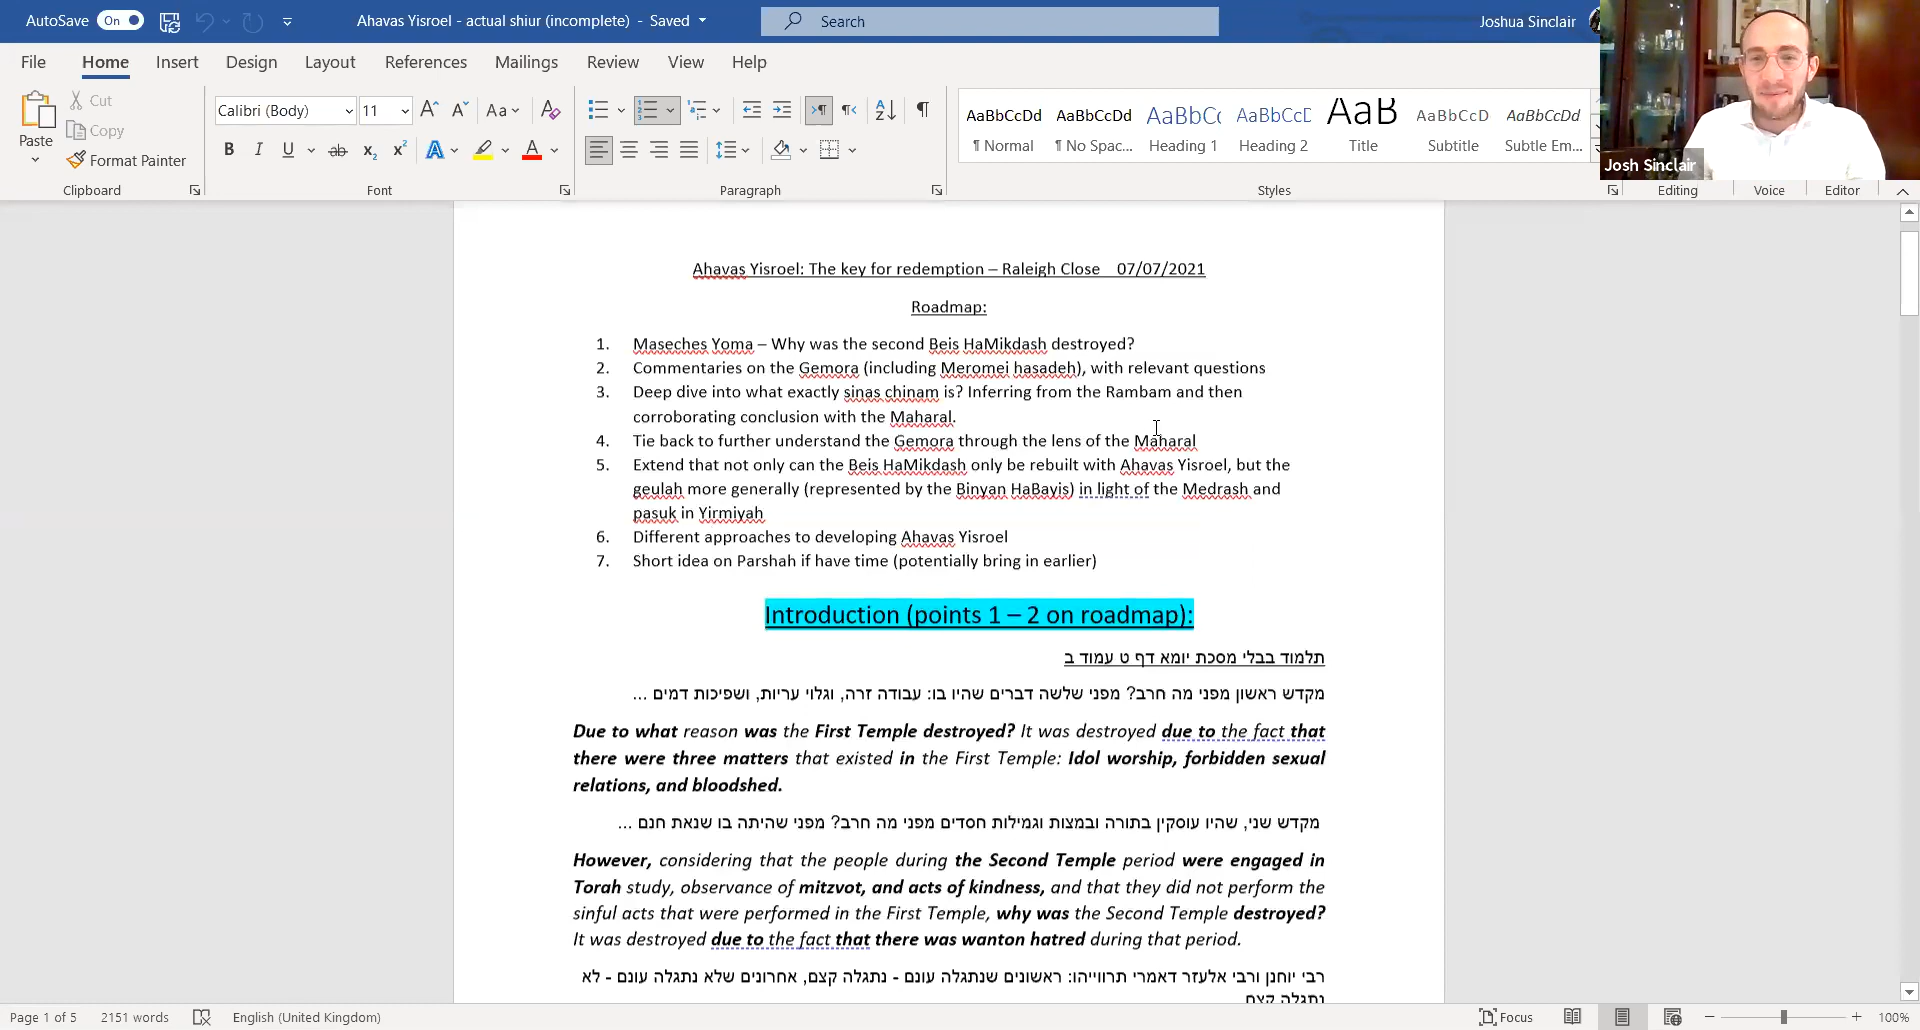 AutoSave On Ahavas Yisroel - actual shiur (incomplete) - Saved Search Joshua Sinclair
File Home Insert Design Layout References Mailings Review View Help
Paste Cut
Copy
Format Painter
Calibri (Body) 11
AaBbCcDd AaBbCcDd AaBbCc AaBbCcD AaB AaBbCcD AaBbCcDd
¶ Normal ¶ No Spac... Heading 1 Heading 2 Title Subtitle Subtle Em...
Josh Sinclair
Clipboard Font Paragraph Styles Editing Voice Editor
Ahavas Yisroel: The key for redemption – Raleigh Close 07/07/2021
Roadmap:
1. Maseches Yoma – Why was the second Beis HaMikdash destroyed?
2. Commentaries on the Gemora (including Meromei hasadeh), with relevant questions
3. Deep dive into what exactly sinas chinam is? Inferring from the Rambam and then
corroborating conclusion with the Maharal.
4. Tie back to further understand the Gemora through the lens of the Maharal
5. Extend that not only can the Beis HaMikdash only be rebuilt with Ahavas Yisroel, but the
geulah more generally (represented by the Binyan HaBayis) in light of the Medrash and
pasuk in Yirmiyah
6. Different approaches to developing Ahavas Yisroel
7. Short idea on Parshah if have time (potentially bring in earlier)
Introduction (points 1 – 2 on roadmap):
תלמוד בבלי מסכת יומא דף ט עמוד ב
מקדש ראשון מפני מה חרב? מפני שלשה דברים שהיו בו: עבודה זרה, וגלוי עריות, ושפיכות דמים ...
Due to what reason was the First Temple destroyed? It was destroyed due to the fact that
there were three matters that existed in the First Temple: Idol worship, forbidden sexual
relations, and bloodshed.
מקדש שני, שהיו עוסקין בתורה ובמצות וגמילות חסדים מפני מה חרב? מפני שהיתה בו שנאת חנם ...
However, considering that the people during the Second Temple period were engaged in
Torah study, observance of mitzvot, and acts of kindness, and that they did not perform the
sinful acts that were performed in the First Temple, why was the Second Temple destroyed?
It was destroyed due to the fact that there was wanton hatred during that period.
רבי יוחנן ורבי אלעזר דאמרי תרווייהו: ראשונים שנתגלה עונם - נתגלה קצם, אחרונים שלא נתגלה עונם - לא
נתגלה קצם
Page 1 of 5 2151 words English (United Kingdom) Focus 100%